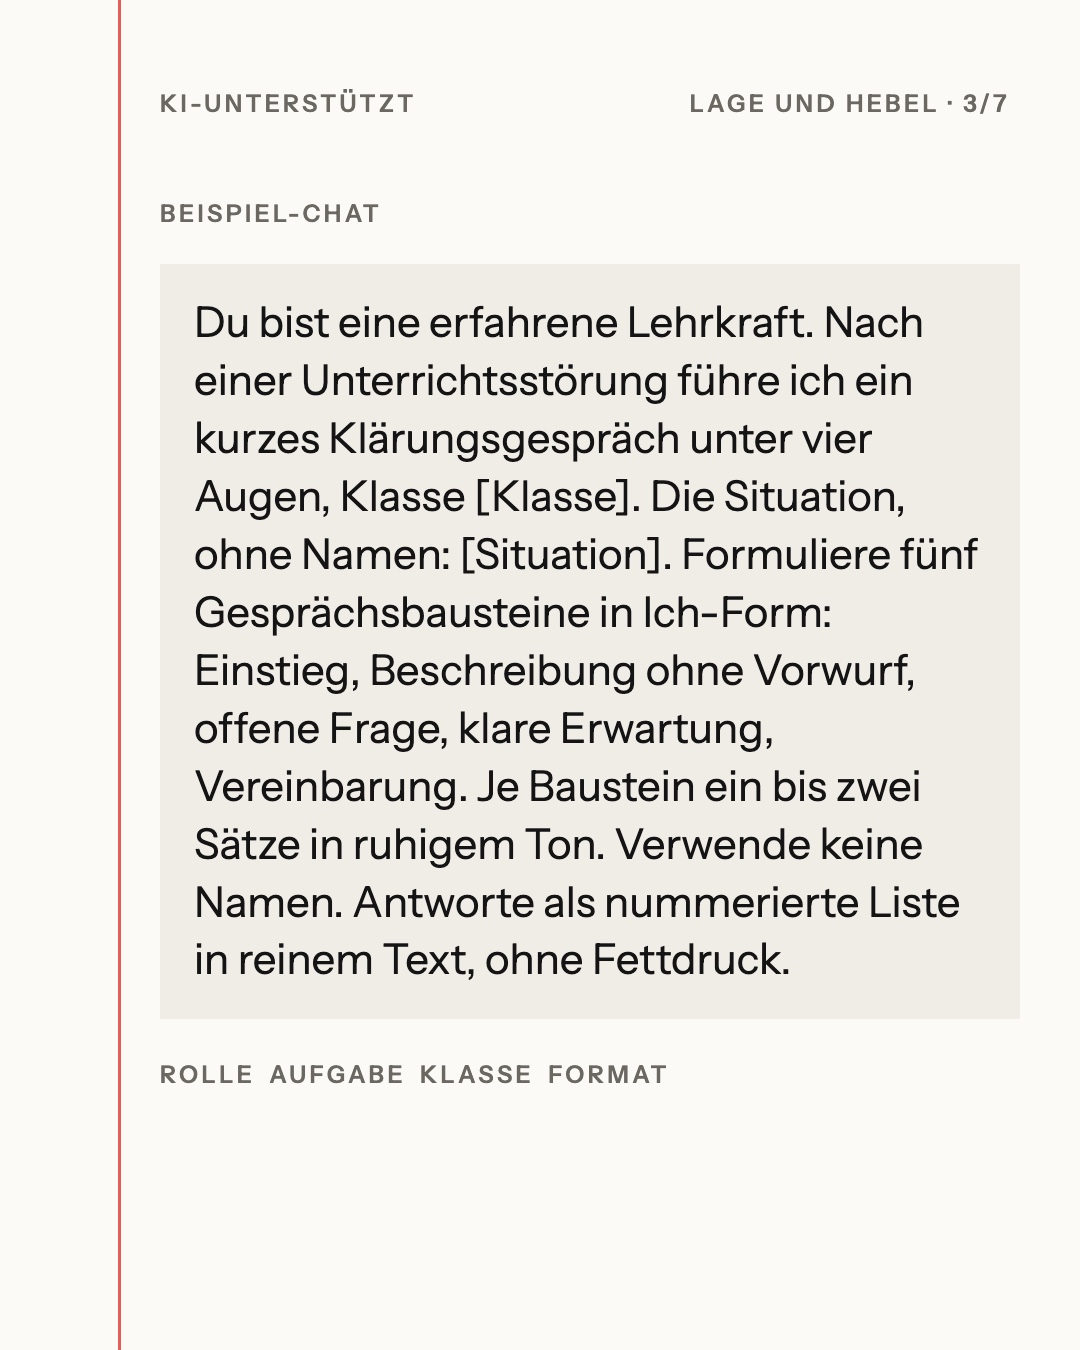 KI-UNTERSTÜTZT
LAGE UND HEBEL · 3/7
BEISPIEL-CHAT
Du bist eine erfahrene Lehrkraft. Nach
einer Unterrichtsstörung führe ich ein
kurzes Klärungsgespräch unter vier
Augen, Klasse [Klasse]. Die Situation,
ohne Namen: [Situation]. Formuliere fünf
Gesprächsbausteine in Ich-Form:
Einstieg, Beschreibung ohne Vorwurf,
offene Frage, klare Erwartung,
Vereinbarung. Je Baustein ein bis zwei
Sätze in ruhigem Ton. Verwende keine
Namen. Antworte als nummerierte Liste
in reinem Text, ohne Fettdruck.
ROLLE AUFGABE KLASSE FORMAT